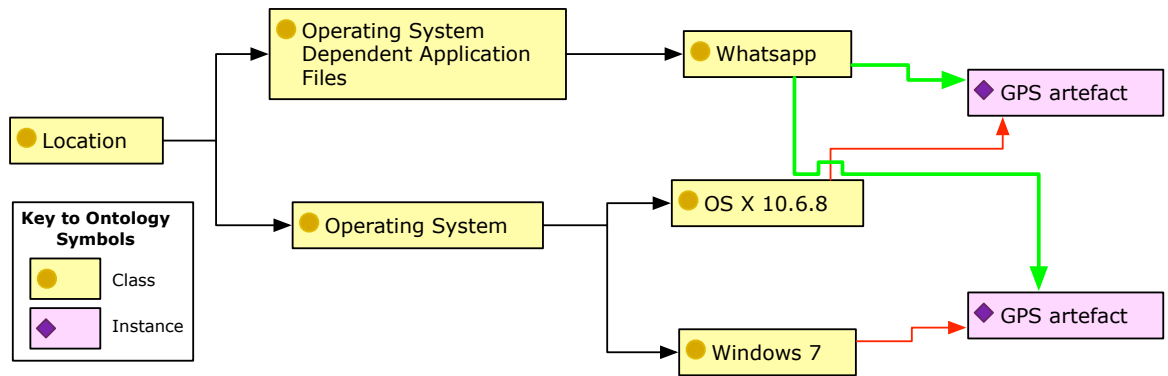 Operating System
Dependent Application
Files
Whatsapp
GPS artefact
Location
OS X 10.6.8
Key to Ontology
Symbols
Class
Instance
Operating System
GPS artefact
Windows 7